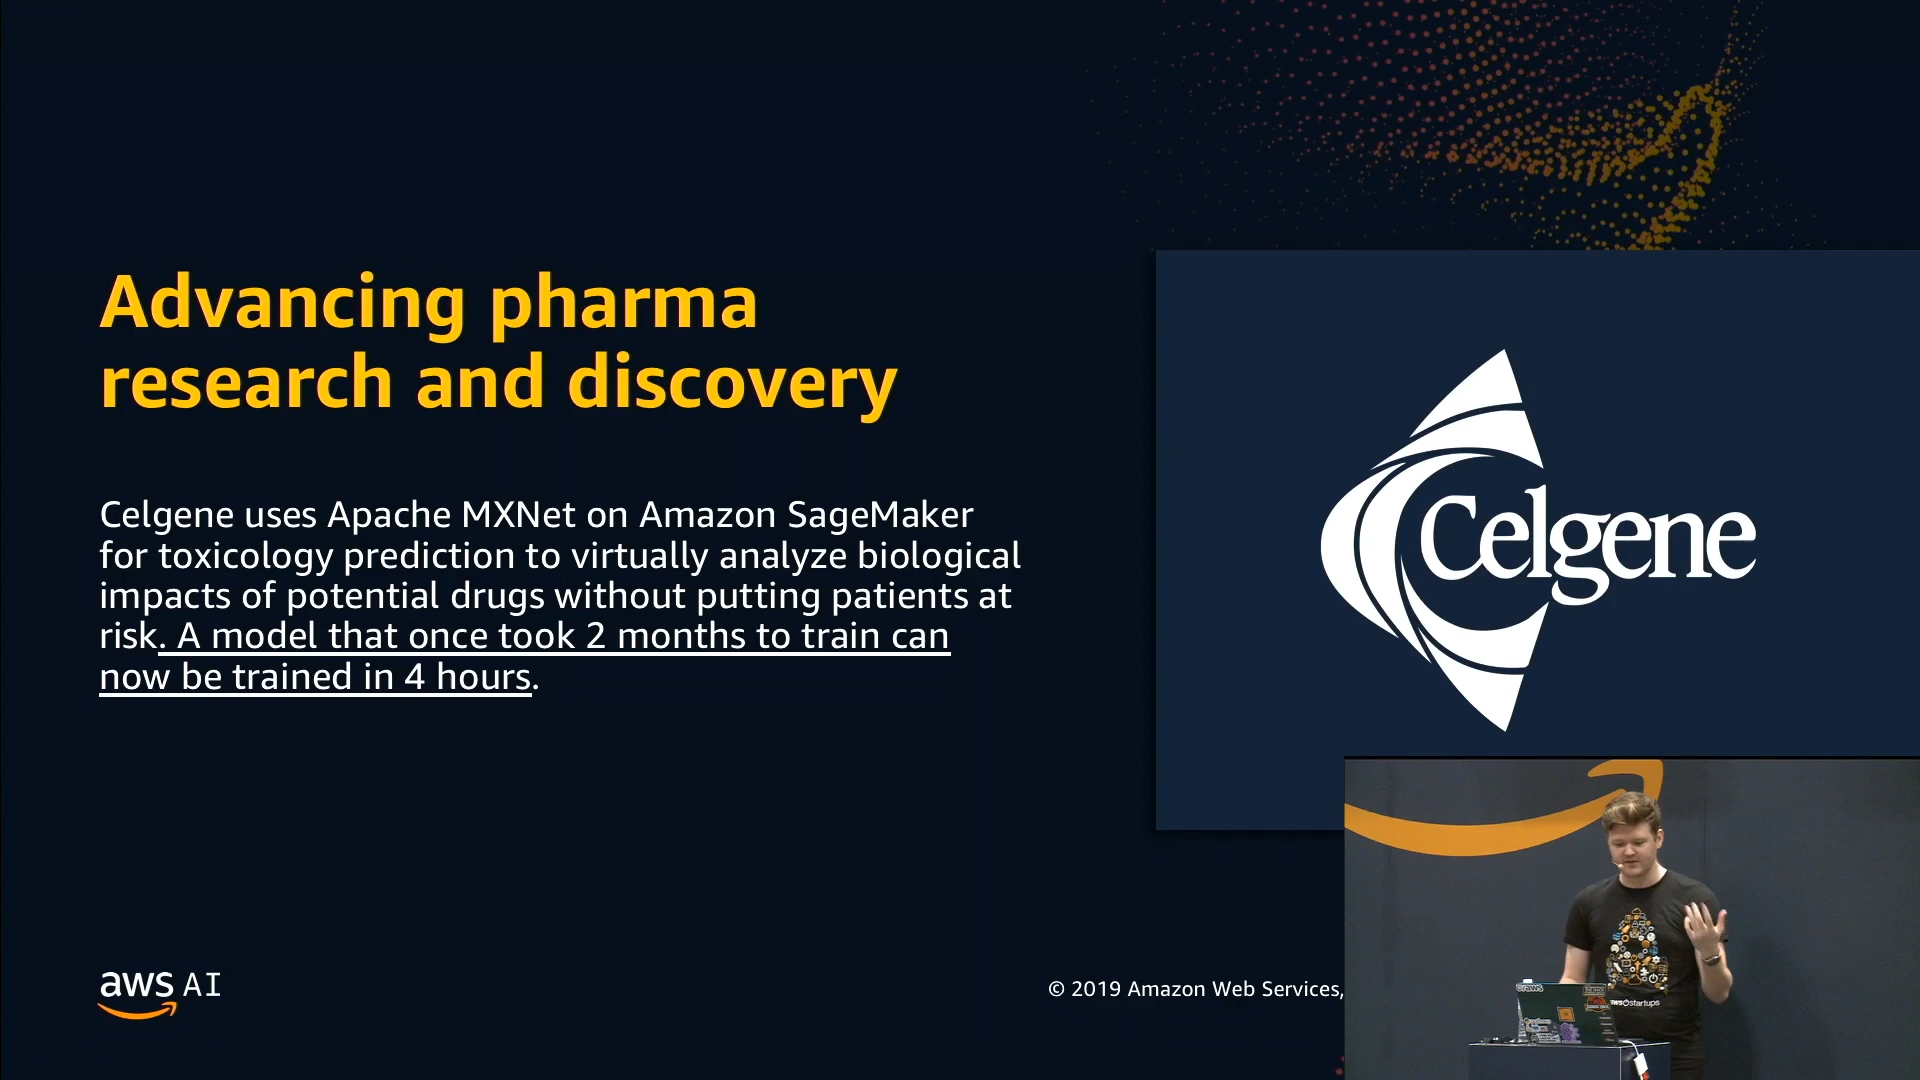 Advancing pharma
research and discovery
Celgene uses Apache MXNet on Amazon SageMaker
for toxicology prediction to virtually analyze biological
impacts of potential drugs without putting patients at
risk. A model that once took 2 months to train can
now be trained in 4 hours.
Celgene
aws AI
© 2019 Amazon Web Services,
aws startups